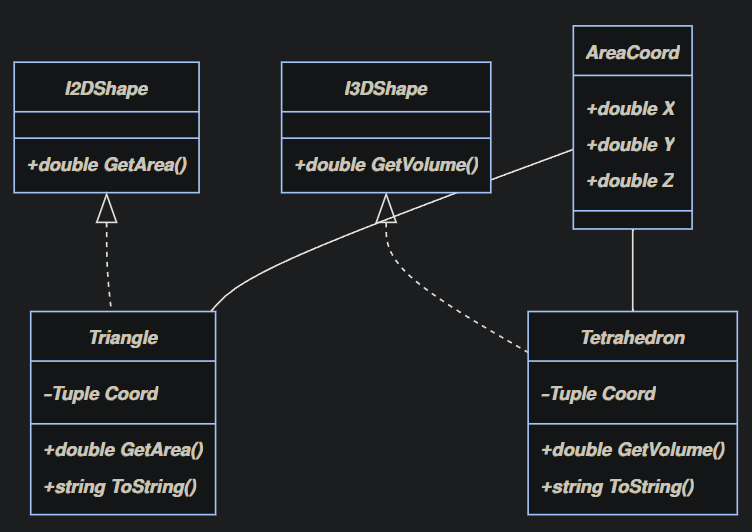 I2DShape
+double GetArea()
I3DShape
+double GetVolume()
AreaCoord
+double X
+double Y
+double Z
Triangle
-Tuple Coord
+double GetArea()
+string ToString()
Tetrahedron
-Tuple Coord
+double GetVolume()
+string ToString()